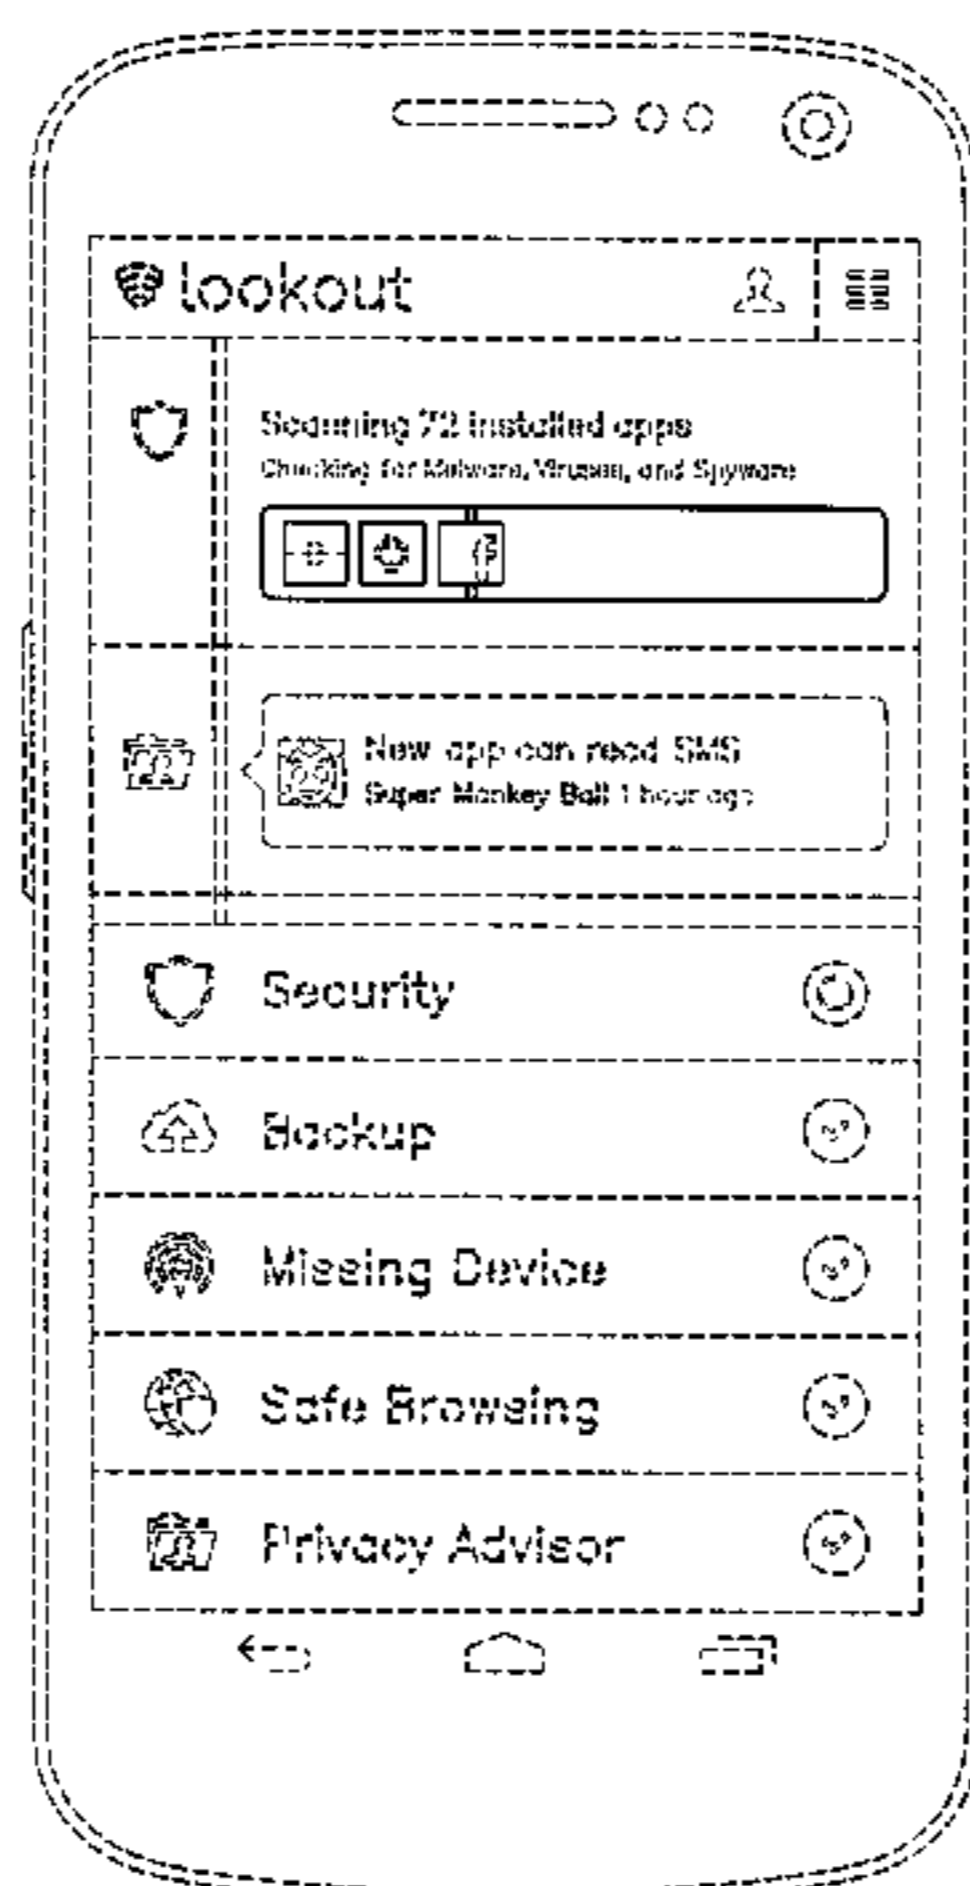 lookout
Scanning 72 installed apps
Checking for Malware, Viruses, and Spyware
New app can read SMS
Super Monkey Ball 1 hour ago
Security
Backup
Missing Device
Safe Browsing
Privacy Advisor